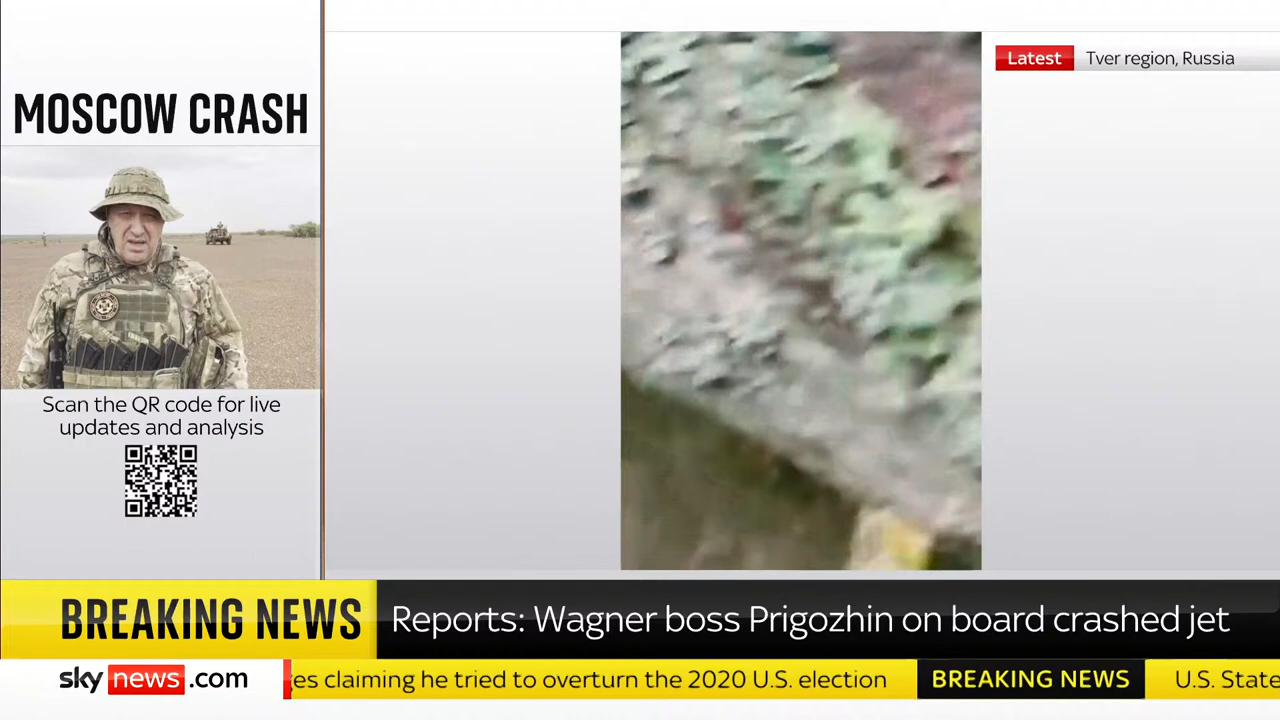 MOSCOW CRASH
Latest
Tver region, Russia
Scan the QR code for live
updates and analysis
BREAKING NEWS
Reports: Wagner boss Prigozhin on board crashed jet
sky news .com
es claiming he tried to overturn the 2020 U.S. election
BREAKING NEWS
U.S. State